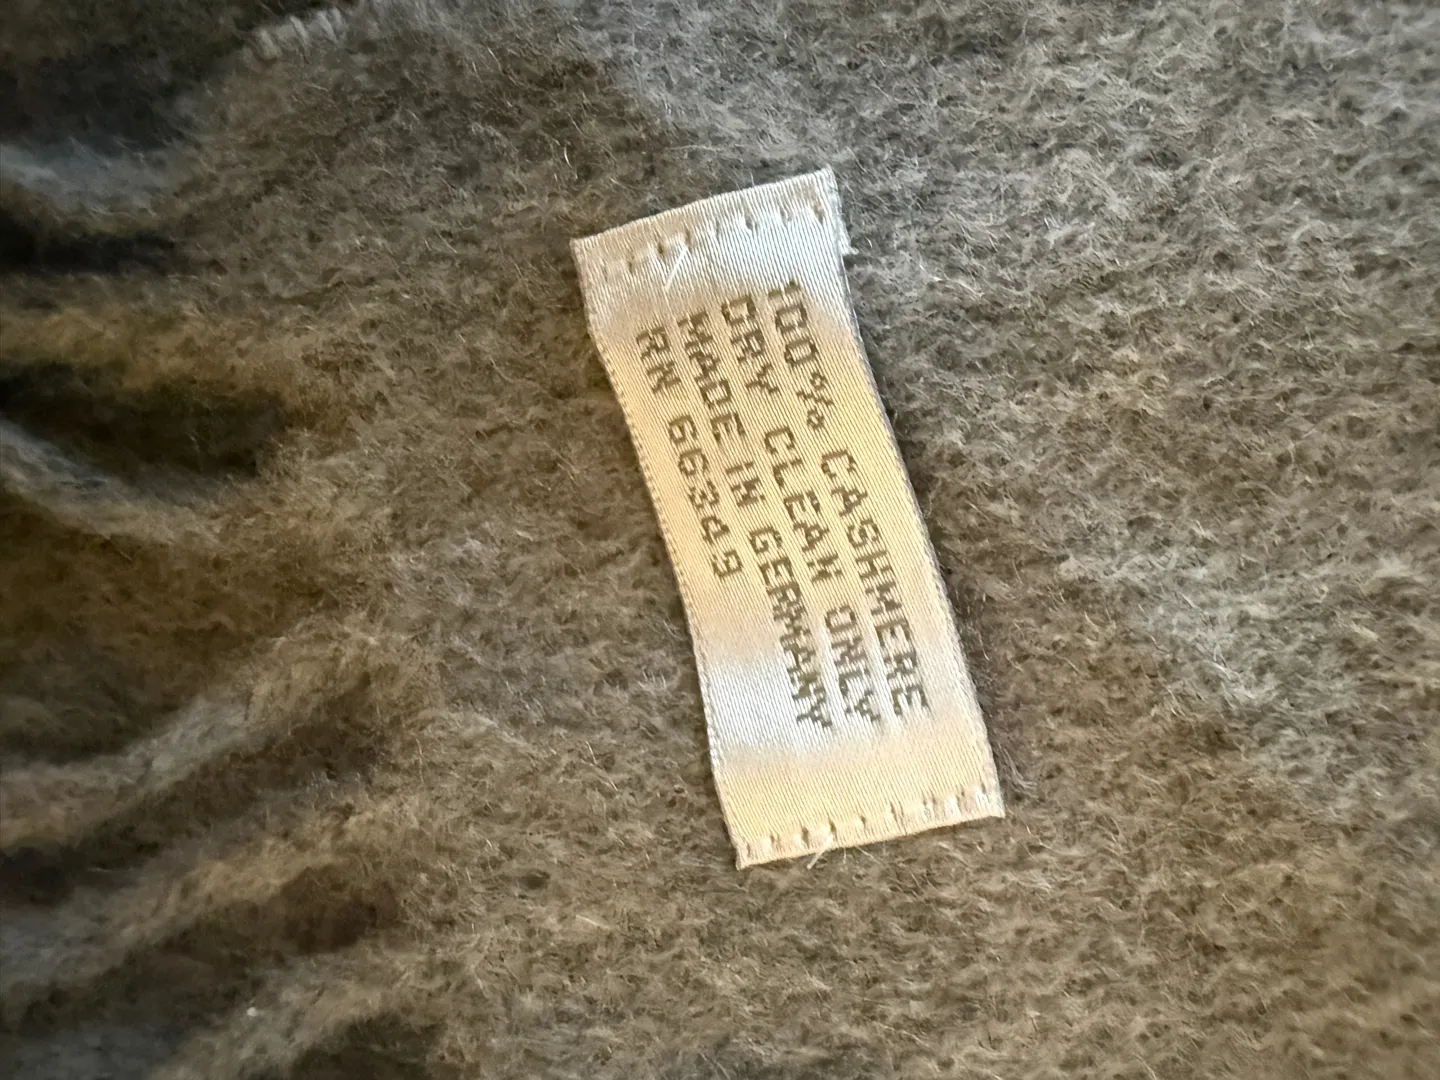 100% CASHMERE
DRY CLEAN ONLY
MADE IN GERMANY
RN 66349